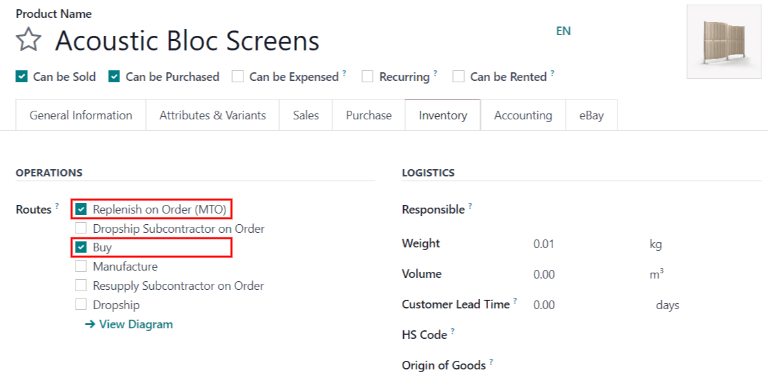 Product Name
Acoustic Bloc Screens
EN
Can be Sold Can be Purchased Can be Expensed ? Recurring ? Can be Rented ?
General Information Attributes & Variants Sales Purchase Inventory Accounting eBay
OPERATIONS
Routes ? Replenish on Order (MTO)
Dropship Subcontractor on Order
Buy
Manufacture
Resupply Subcontractor on Order
Dropship
→ View Diagram
LOGISTICS
Responsible ?
Weight 0.01 kg
Volume 0.00 m³
Customer Lead Time ? 0.00 days
HS Code ?
Origin of Goods ?